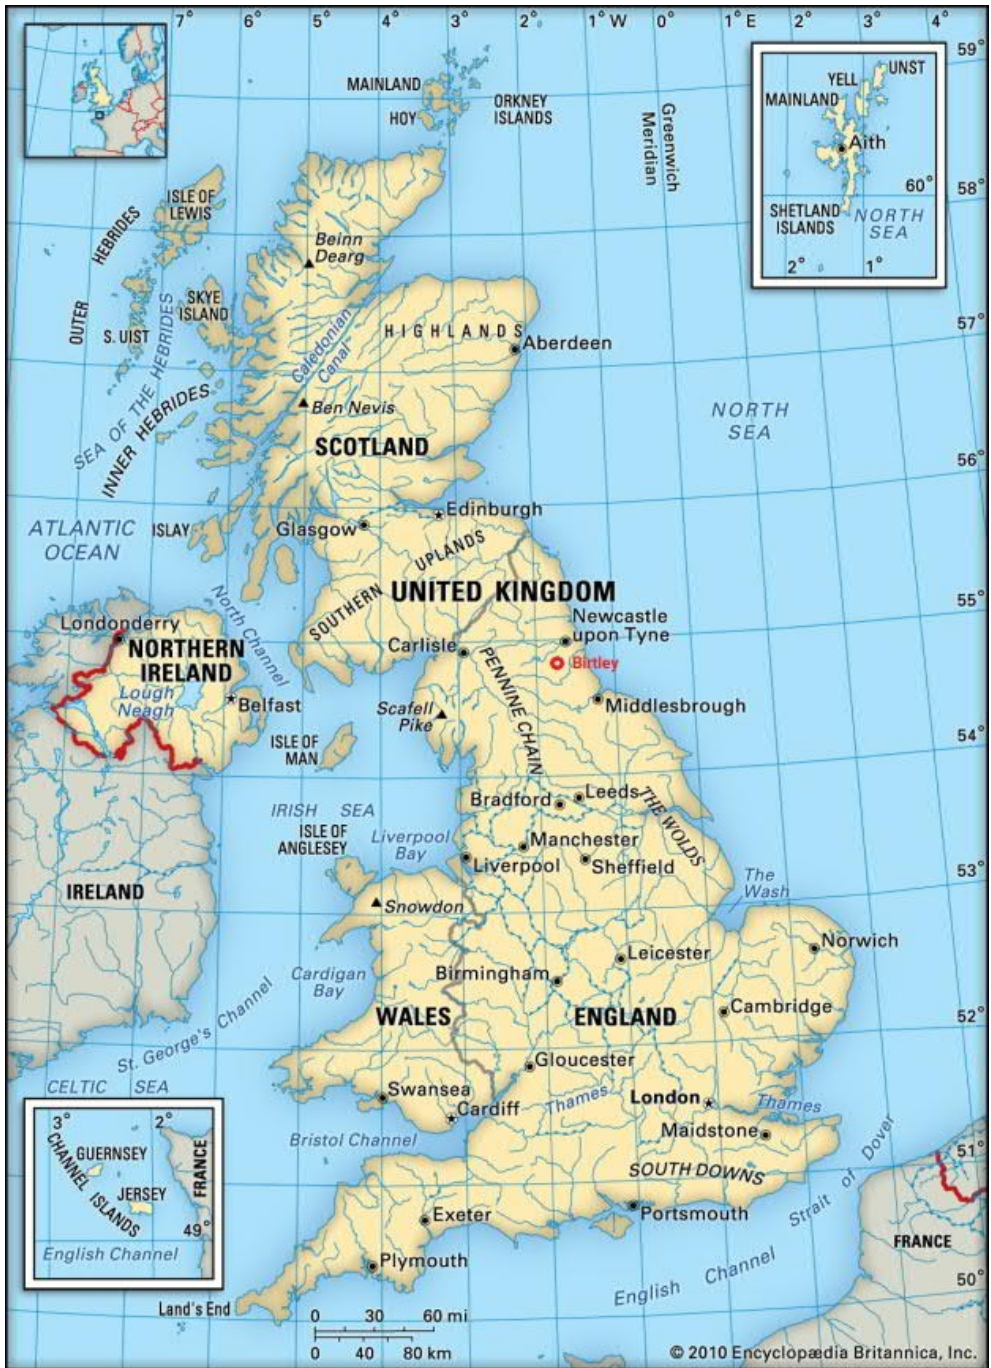 7°
6°
5°
4°
3°
2°
1° W
0°
1° E
2°
3°
4°
59°
58°
57°
56°
55°
54°
53°
52°
51°
50°
MAINLAND
HOY
ORKNEY
ISLANDS
Greenwich
Meridian
UNST
YELL
MAINLAND
Aith
60°
SHETLAND
ISLANDS
NORTH
SEA
2°
1°
ISLE OF
LEWIS
OUTER HEBRIDES
Beinn
Dearg
SKYE
ISLAND
S. UIST
SEA OF THE HEBRIDES
INNER HEBRIDES
Caledonian
Canal
HIGHLANDS
Aberdeen
Ben Nevis
SCOTLAND
NORTH
SEA
ATLANTIC
OCEAN
ISLAY
Glasgow
Edinburgh
SOUTHERN UPLANDS
UNITED KINGDOM
North Channel
Londonderry
NORTHERN
IRELAND
Lough
Neagh
Belfast
Newcastle
upon Tyne
Carlisle
Birtley
PENNINE CHAIN
Scafell
Pike
Middlesbrough
ISLE OF
MAN
IRISH SEA
ISLE OF
ANGLESEY
Liverpool
Bay
Bradford
Leeds
THE WOLDS
Manchester
Liverpool
Sheffield
IRELAND
The
Wash
Snowdon
Norwich
Leicester
Cardigan
Bay
Birmingham
WALES
ENGLAND
Cambridge
St. George's Channel
CELTIC SEA
Gloucester
Swansea
Cardiff
Thames
London
Thames
Maidstone
Bristol Channel
SOUTH DOWNS
Strait of Dover
Exeter
Portsmouth
Plymouth
English Channel
FRANCE
Land's End
3°
2°
GUERNSEY
CHANNEL ISLANDS
JERSEY
FRANCE
49°
English Channel
0 30 60 mi
0 40 80 km
© 2010 Encyclopædia Britannica, Inc.